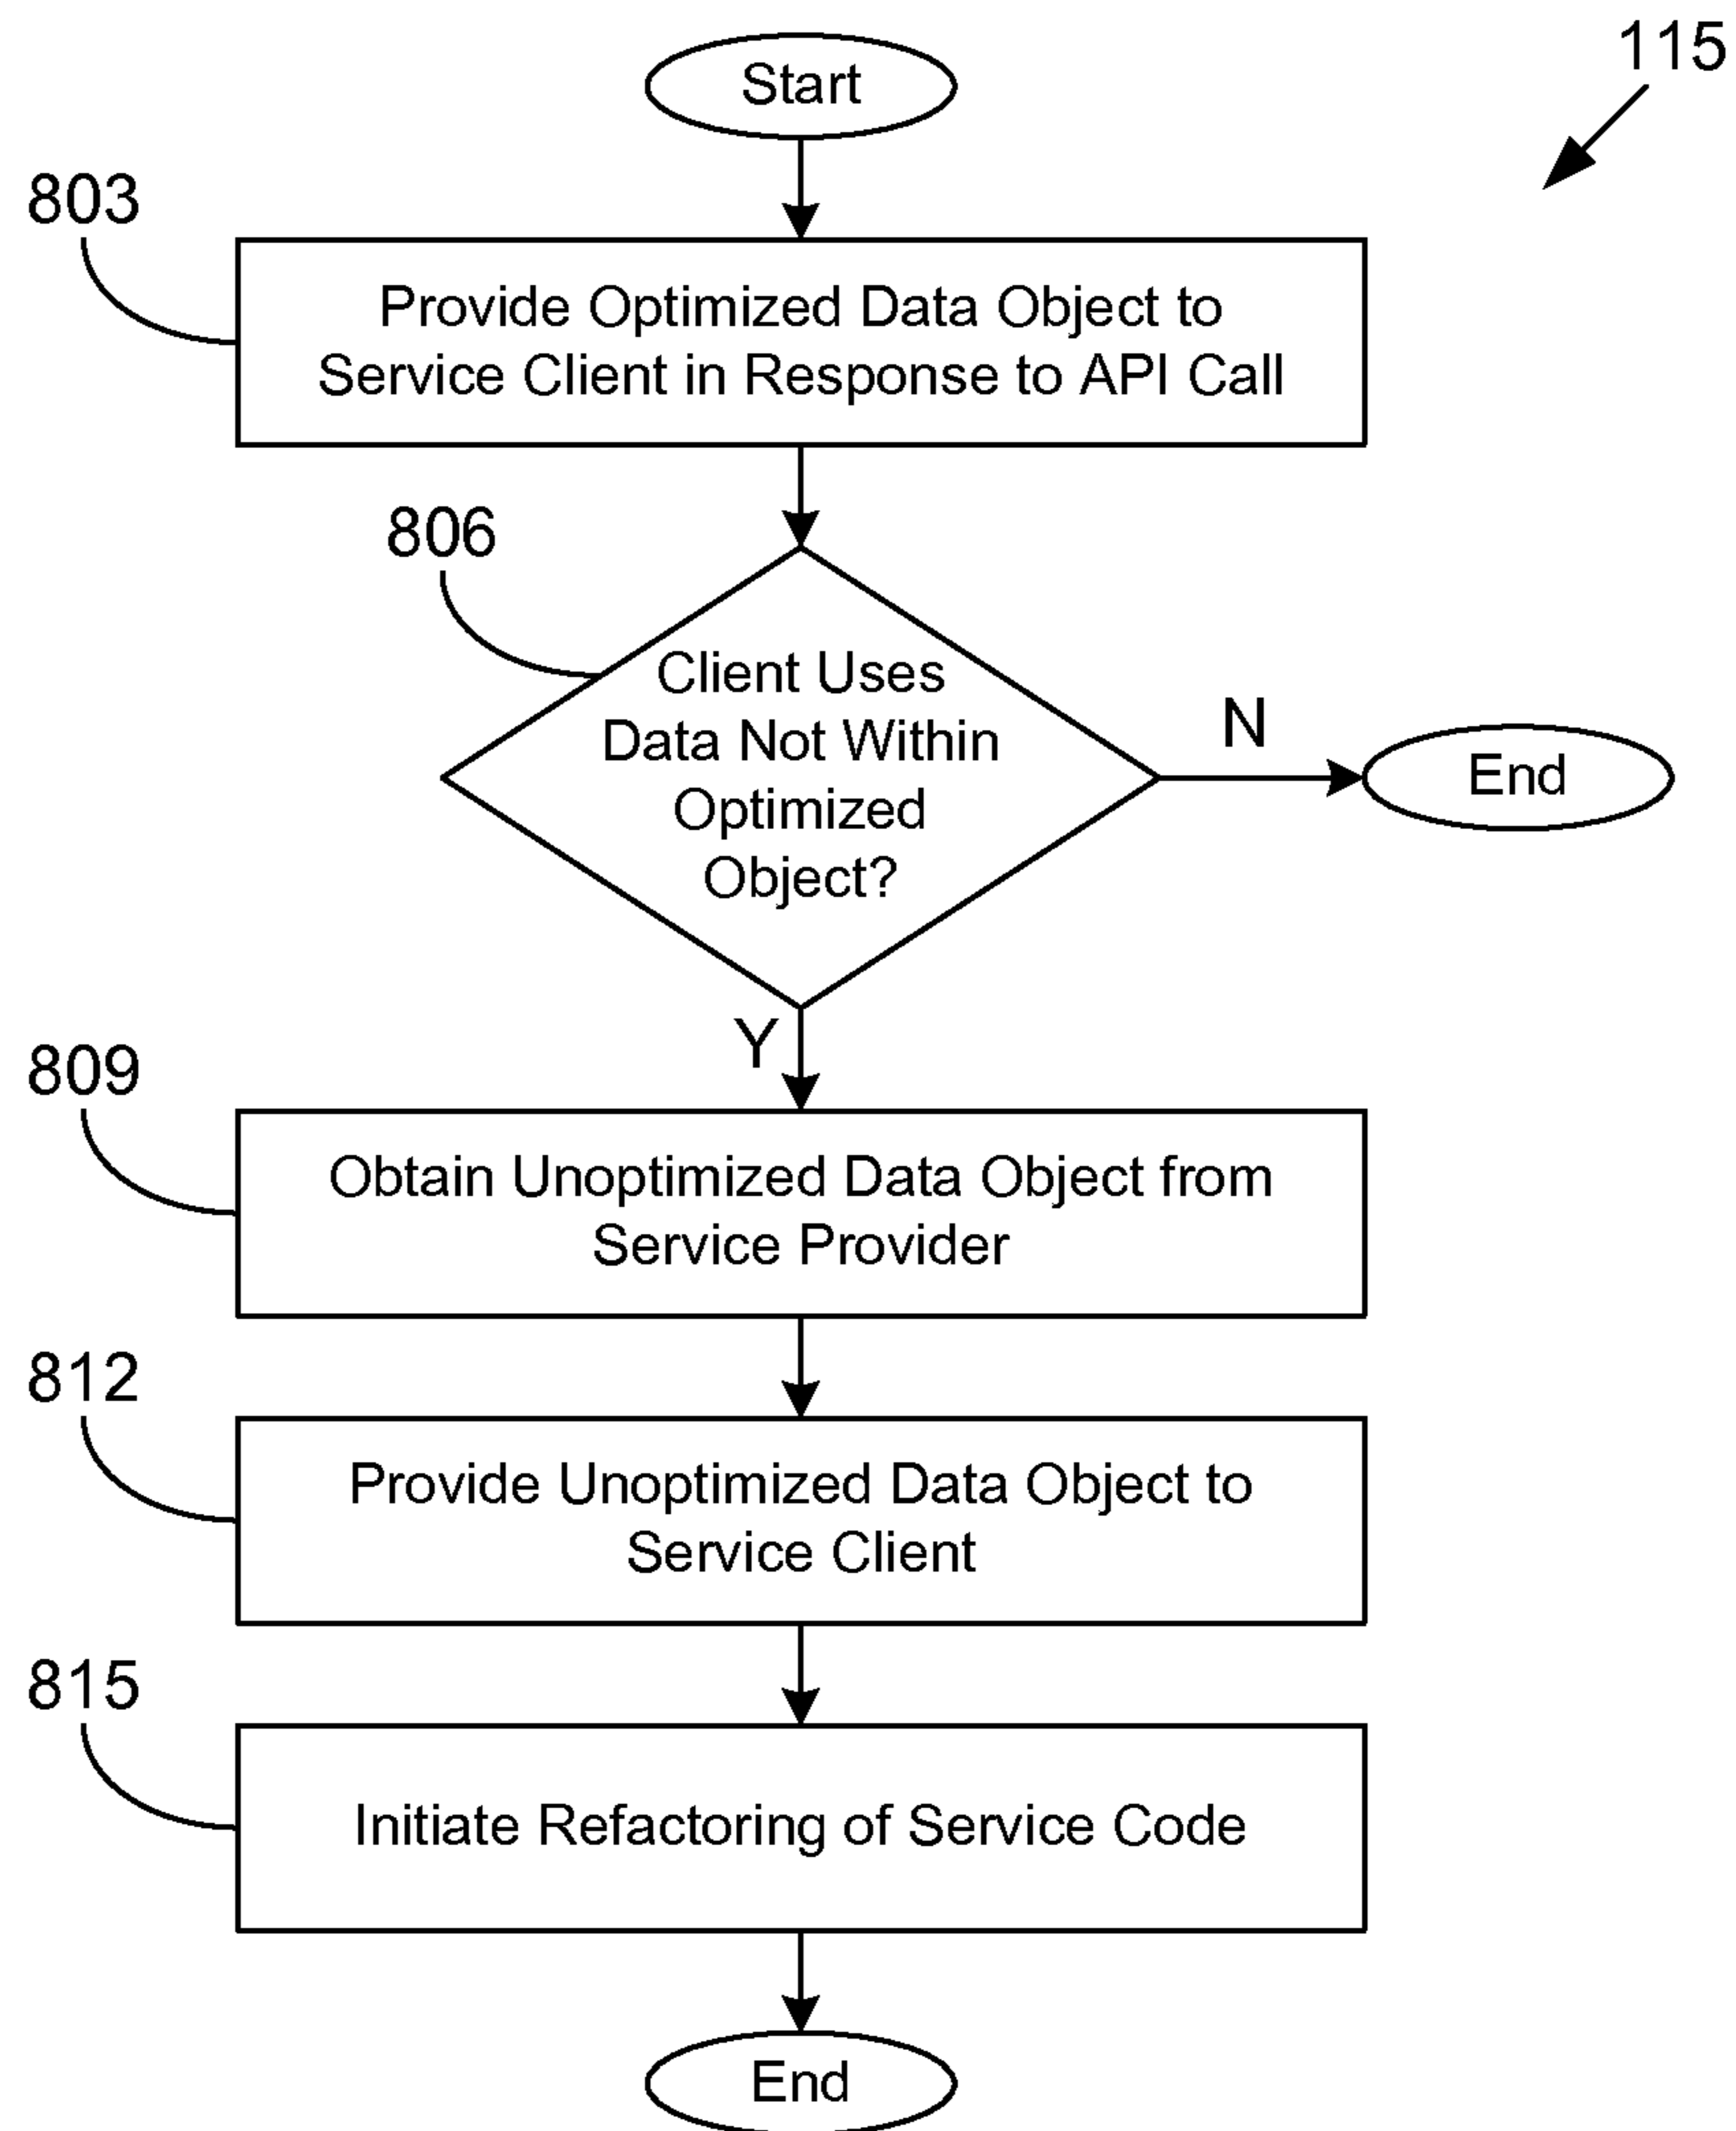 Start
115
803
Provide Optimized Data Object to
Service Client in Response to API Call
806
Client Uses
Data Not Within
Optimized
Object?
N
End
Y
809
Obtain Unoptimized Data Object from
Service Provider
812
Provide Unoptimized Data Object to
Service Client
815
Initiate Refactoring of Service Code
End